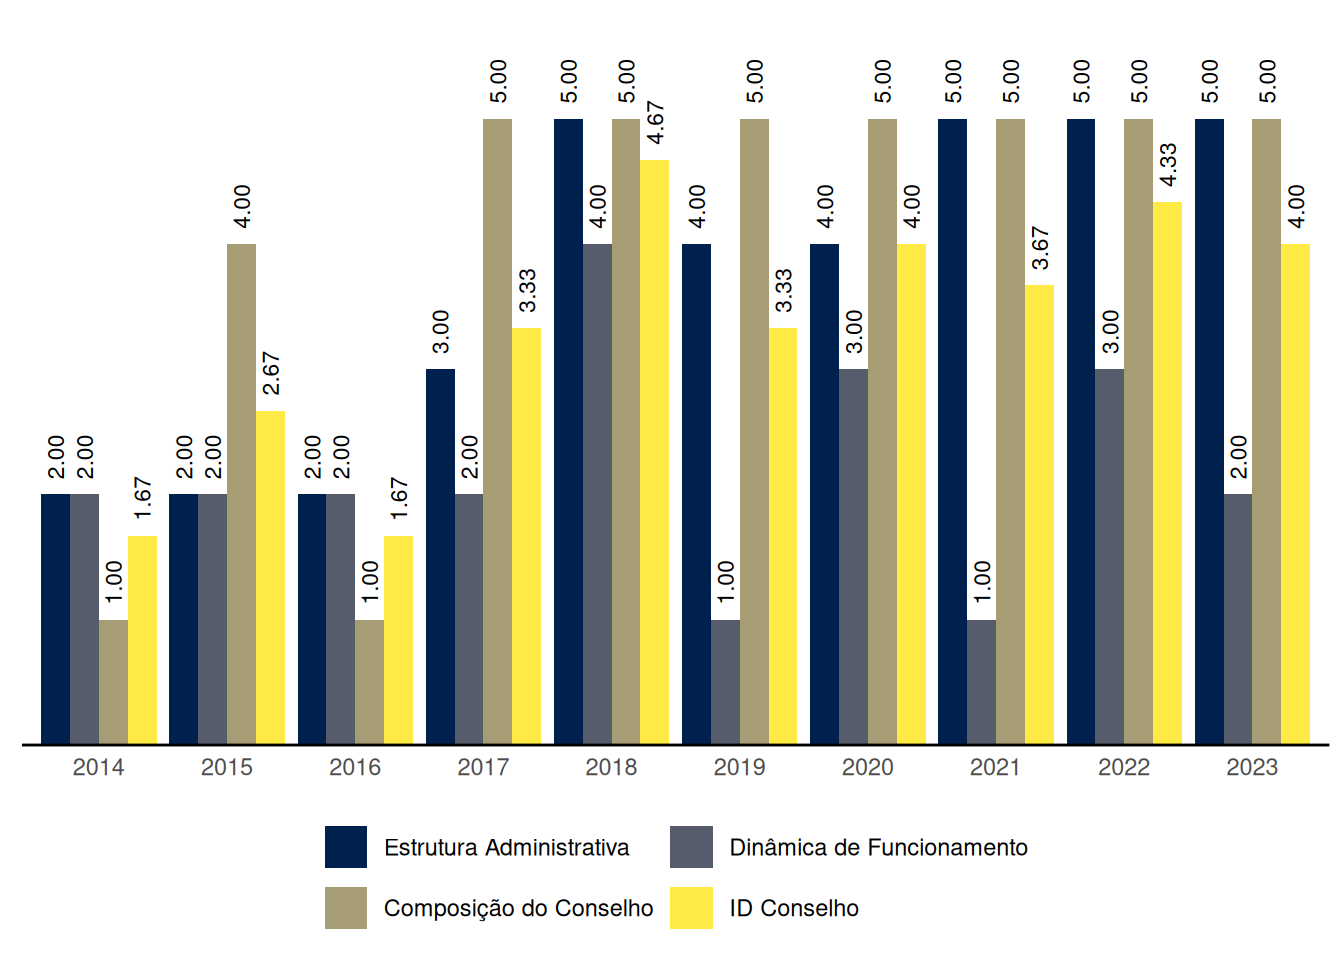 2.00 2.00 1.00 1.67
2.00 2.00 4.00 2.67
2.00 2.00 1.00 1.67
3.00 2.00 5.00 3.33
5.00 4.00 5.00 4.67
4.00 1.00 5.00 3.33
4.00 3.00 5.00 4.00
5.00 1.00 5.00 3.67
5.00 3.00 5.00 4.33
5.00 2.00 5.00 4.00
2014 2015 2016 2017 2018 2019 2020 2021 2022 2023
Estrutura Administrativa Dinâmica de Funcionamento
Composição do Conselho ID Conselho